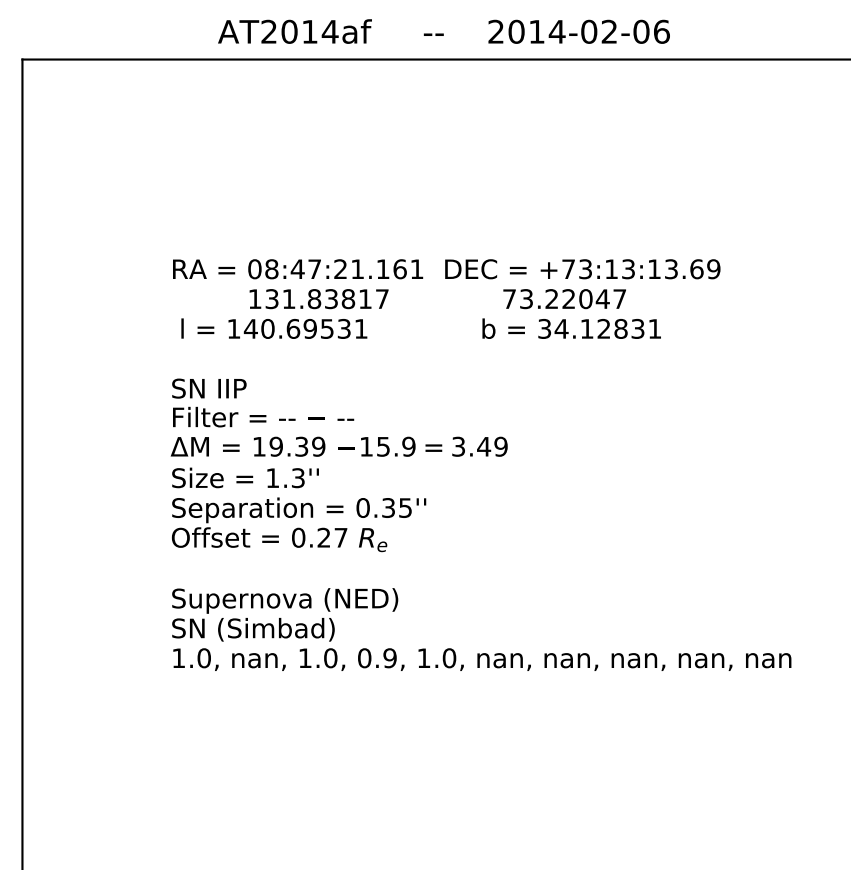 AT2014af -- 2014-02-06
RA = 08:47:21.161 DEC = +73:13:13.69
131.83817 73.22047
l = 140.69531 b = 34.12831
SN IIP
Filter = -- − --
ΔM = 19.39 −15.9 = 3.49
Size = 1.3''
Separation = 0.35''
Offset = 0.27 Re
Supernova (NED)
SN (Simbad)
1.0, nan, 1.0, 0.9, 1.0, nan, nan, nan, nan, nan